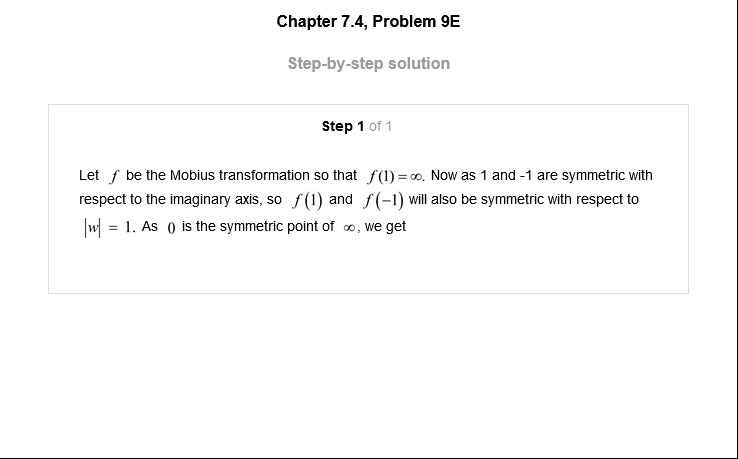 Chapter 7.4, Problem 9E
Step-by-step solution
Step 1 of 1
Let f be the Mobius transformation so that f(1) = ∞. Now as 1 and -1 are symmetric with
respect to the imaginary axis, so f(1) and f(−1) will also be symmetric with respect to
|w| = 1. As 0 is the symmetric point of ∞, we get